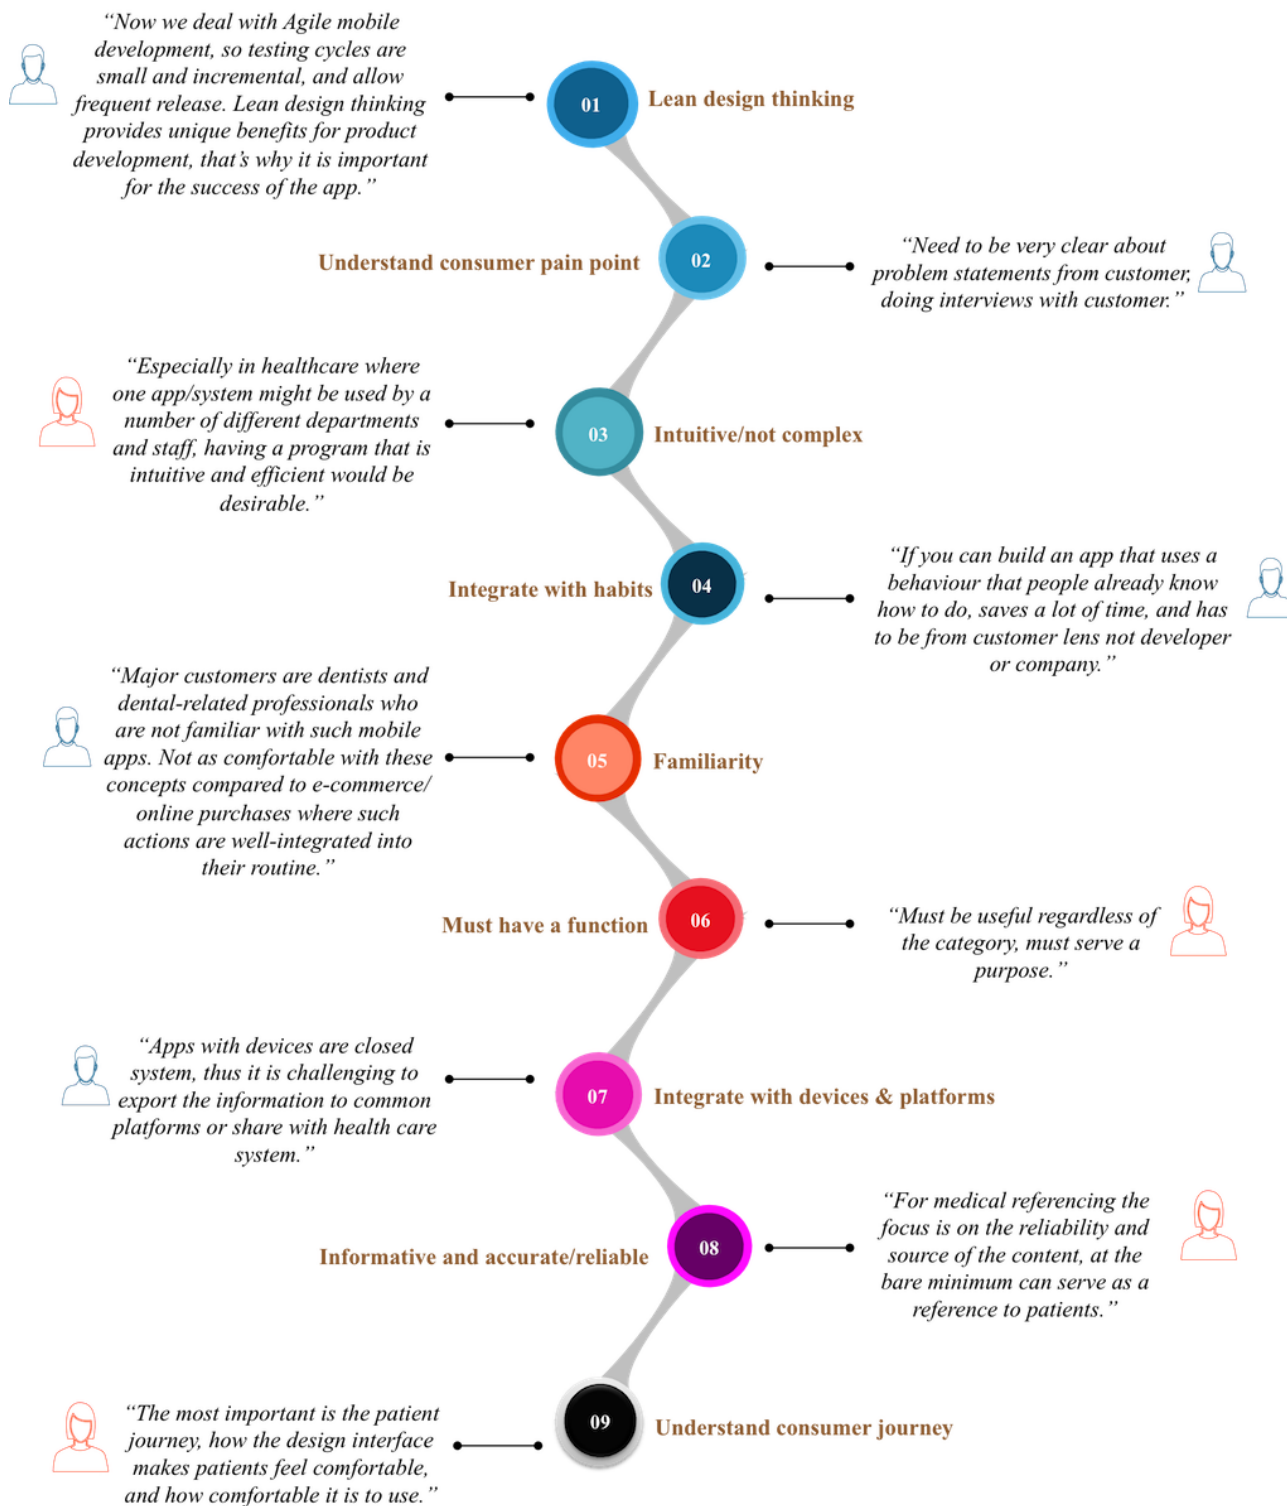 “Now we deal with Agile mobile
development, so testing cycles are
small and incremental, and allow
frequent release. Lean design thinking
provides unique benefits for product
development, that’s why it is important
for the success of the app.”
01
Lean design thinking
Understand consumer pain point
02
“Need to be very clear about
problem statements from customer,
doing interviews with customer.”
“Especially in healthcare where
one app/system might be used by a
number of different departments
and staff, having a program that is
intuitive and efficient would be
desirable.”
03
Intuitive/not complex
Integrate with habits
04
“If you can build an app that uses a
behaviour that people already know
how to do, saves a lot of time, and has
to be from customer lens not developer
or company.”
“Major customers are dentists and
dental-related professionals who
are not familiar with such mobile
apps. Not as comfortable with these
concepts compared to e-commerce/
online purchases where such
actions are well-integrated into
their routine.”
05
Familiarity
Must have a function
06
“Must be useful regardless of
the category, must serve a
purpose.”
“Apps with devices are closed
system, thus it is challenging to
export the information to common
platforms or share with health care
system.”
07
Integrate with devices & platforms
Informative and accurate/reliable
08
“For medical referencing the
focus is on the reliability and
source of the content, at the
bare minimum can serve as a
reference to patients.”
“The most important is the patient
journey, how the design interface
makes patients feel comfortable,
and how comfortable it is to use.”
09
Understand consumer journey